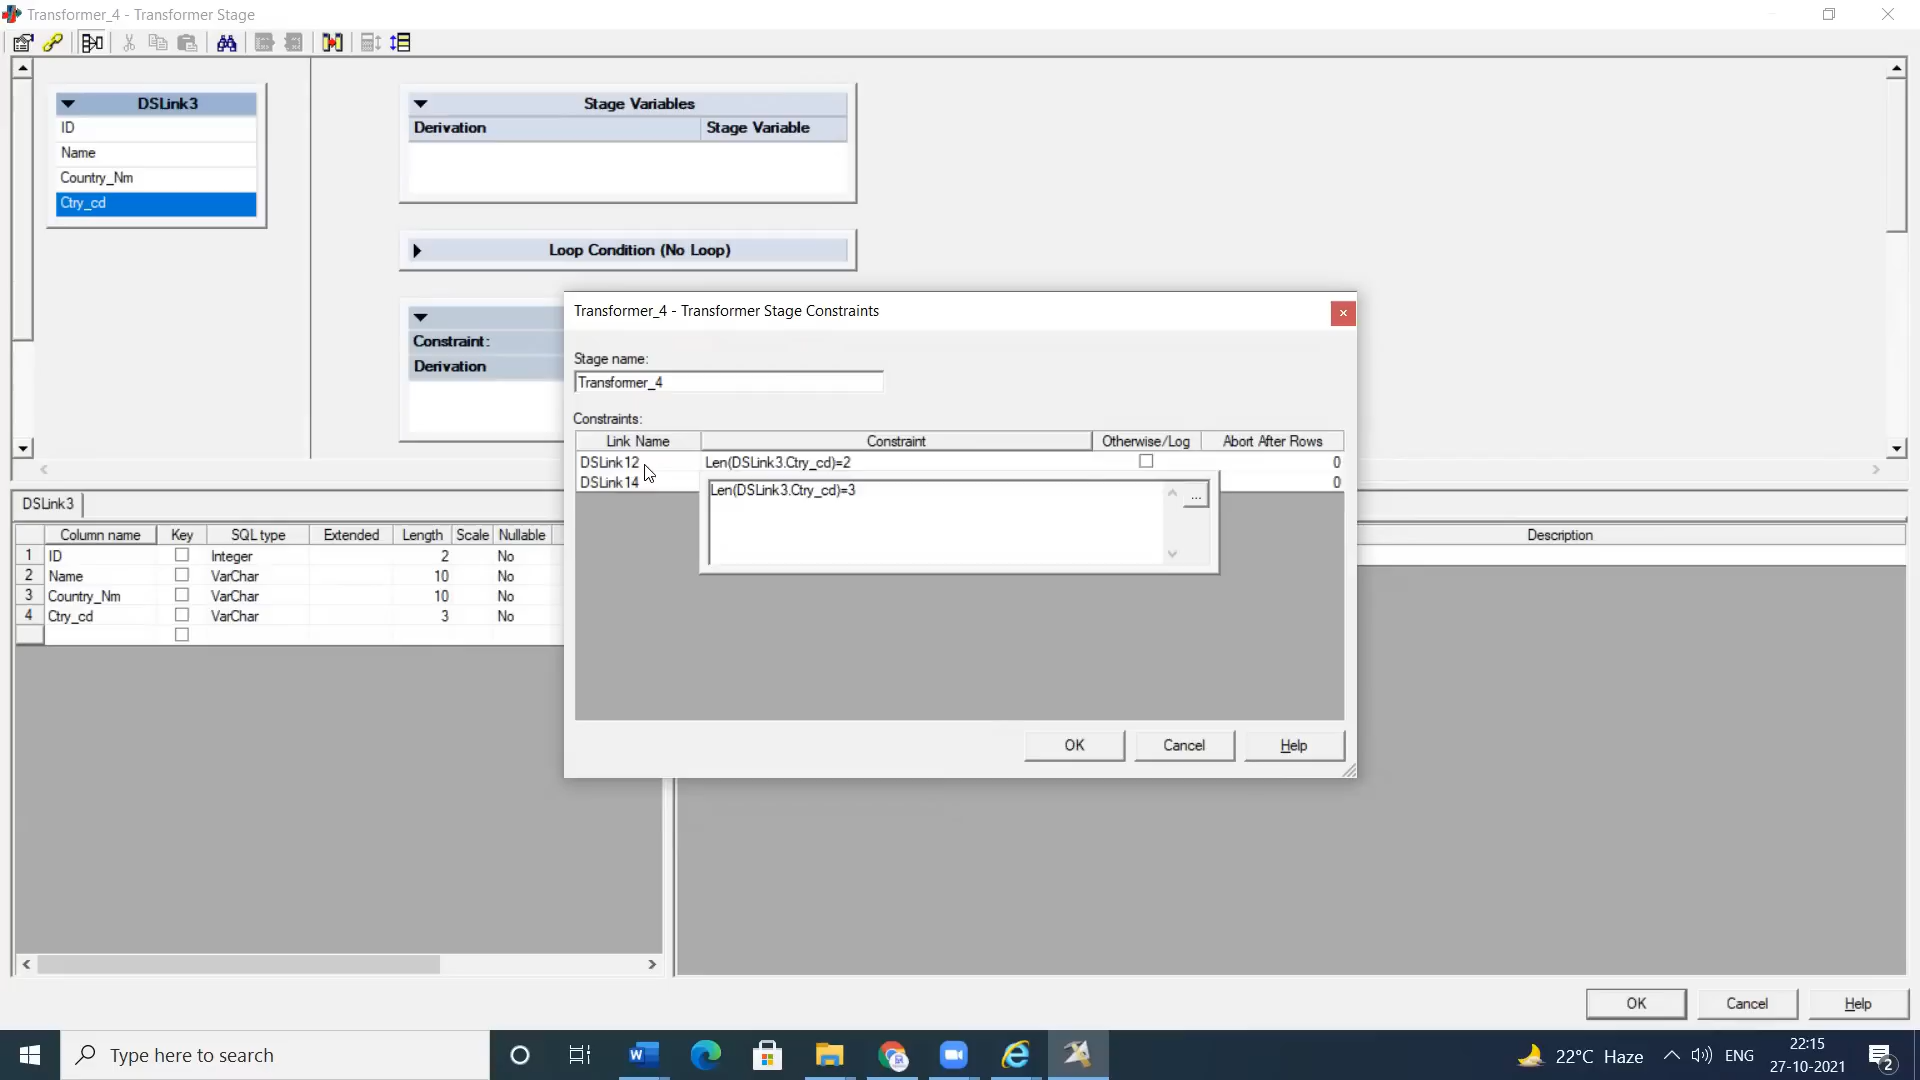 Transformer_4 - Transformer Stage
DSLink3
ID
Name
Country_Nm
Ctry_cd
Stage Variables
Derivation Stage Variable
Loop Condition (No Loop)
Constraint:
Derivation
Transformer_4 - Transformer Stage Constraints
Stage name:
Transformer_4
Constraints:
Link Name Constraint Otherwise/Log Abort After Rows
DSLink12 Len(DSLink3.Ctry_cd)=2 0
DSLink14 0
Len(DSLink3.Ctry_cd)=3
...
OK Cancel Help
DSLink3
Column name Key SQL type Extended Length Scale Nullable
1 ID Integer 2 No
2 Name VarChar 10 No
3 Country_Nm VarChar 10 No
4 Ctry_cd VarChar 3 No
Description
OK Cancel Help
Type here to search
22°C Haze
ENG
22:15
27-10-2021
2